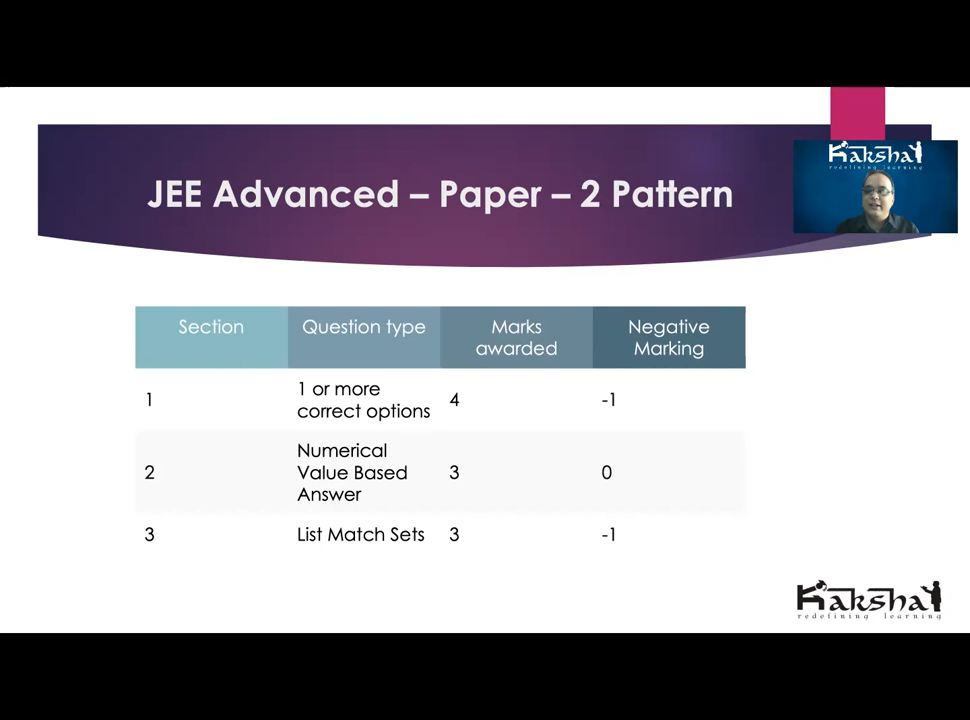 JEE Advanced – Paper – 2 Pattern
Kaksha
redefining learning
Section Question type Marks awarded Negative Marking
1 1 or more correct options 4 -1
2 Numerical Value Based Answer 3 0
3 List Match Sets 3 -1
Kaksha
redefining learning